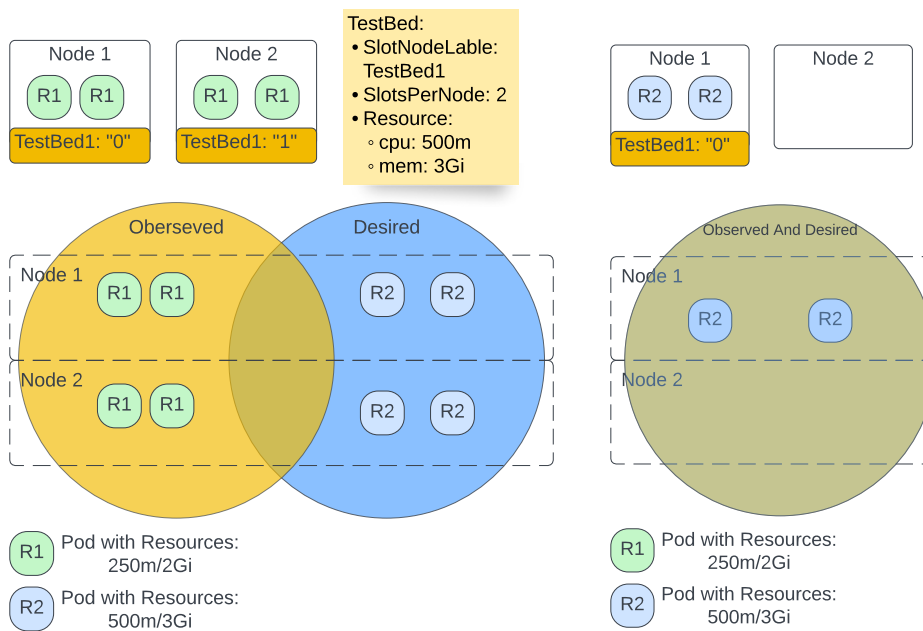 Node 1
R1 R1
TestBed1: "0"
Node 2
R1 R1
TestBed1: "1"
TestBed:
• SlotNodeLable:
TestBed1
• SlotsPerNode: 2
• Resource:
◦ cpu: 500m
◦ mem: 3Gi
Oberseved
Desired
Node 1
R1 R1 R2 R2
Node 2
R1 R1 R2 R2
R1 Pod with Resources:
250m/2Gi
R2 Pod with Resources:
500m/3Gi
Node 1
R2 R2
TestBed1: "0"
Node 2
Observed And Desired
Node 1
R2 R2
Node 2
R1 Pod with Resources:
250m/2Gi
R2 Pod with Resources:
500m/3Gi